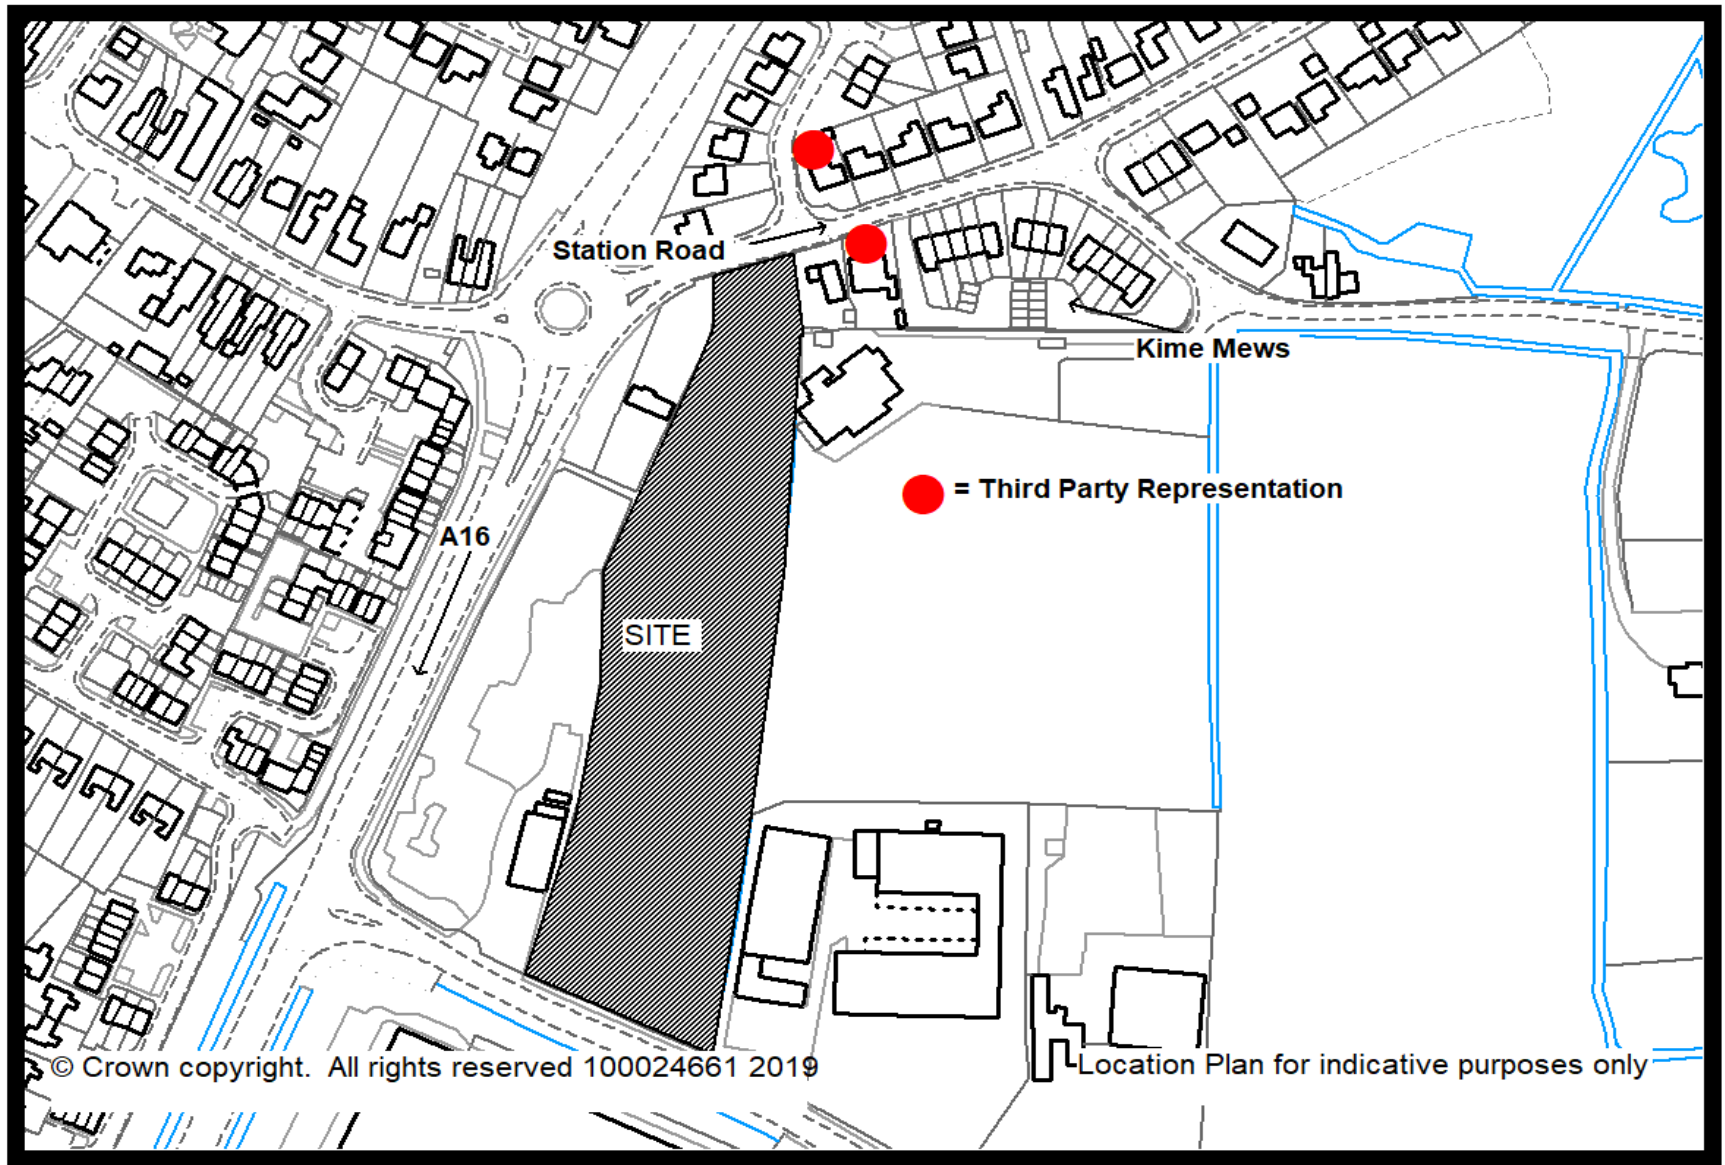 Station Road
Kime Mews
= Third Party Representation
A16
SITE
© Crown copyright. All rights reserved 100024661 2019
Location Plan for indicative purposes only